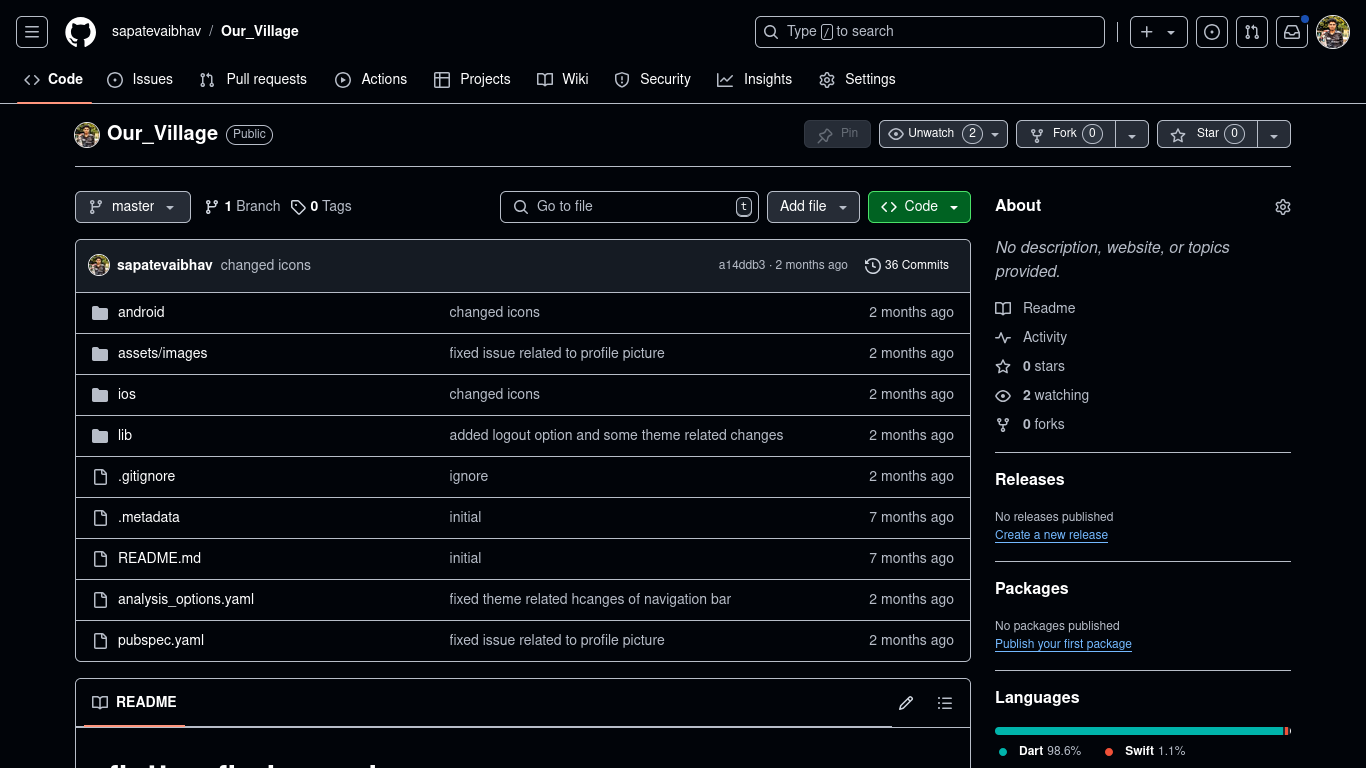 sapatevaibhav / Our_Village
Type / to search
Code Issues Pull requests Actions Projects Wiki Security Insights Settings
Our_Village Public
Pin Unwatch 2 Fork 0 Star 0
master 1 Branch 0 Tags Go to file t Add file Code
sapatevaibhav changed icons a14ddb3 · 2 months ago 36 Commits
android changed icons 2 months ago
assets/images fixed issue related to profile picture 2 months ago
ios changed icons 2 months ago
lib added logout option and some theme related changes 2 months ago
.gitignore ignore 2 months ago
.metadata initial 7 months ago
README.md initial 7 months ago
analysis_options.yaml fixed theme related hcanges of navigation bar 2 months ago
pubspec.yaml fixed issue related to profile picture 2 months ago
README
About
No description, website, or topics
provided.
Readme
Activity
0 stars
2 watching
0 forks
Releases
No releases published
Create a new release
Packages
No packages published
Publish your first package
Languages
Dart 98.6% Swift 1.1%